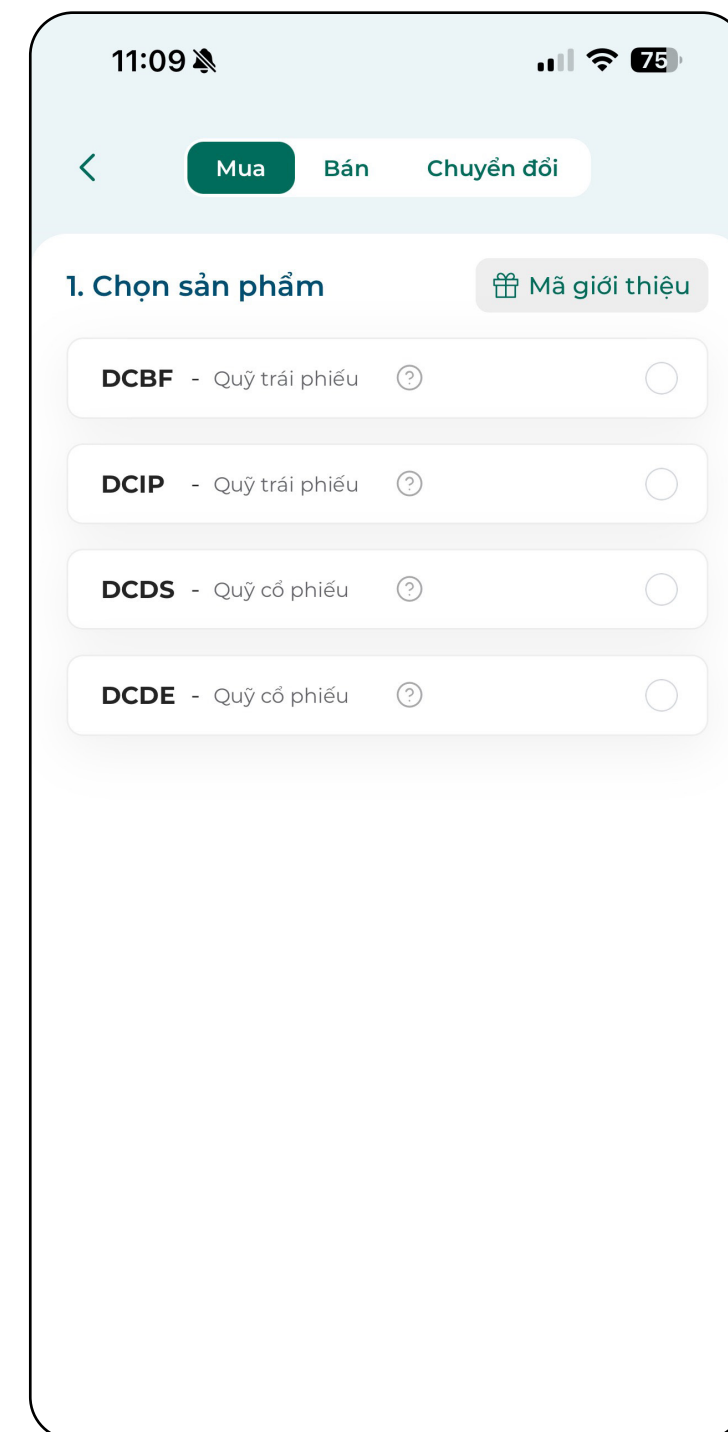 11:09
75
Mua Bán Chuyển đổi
1. Chọn sản phẩm Mã giới thiệu
DCBF - Quỹ trái phiếu ?
DCIP - Quỹ trái phiếu ?
DCDS - Quỹ cổ phiếu ?
DCDE - Quỹ cổ phiếu ?